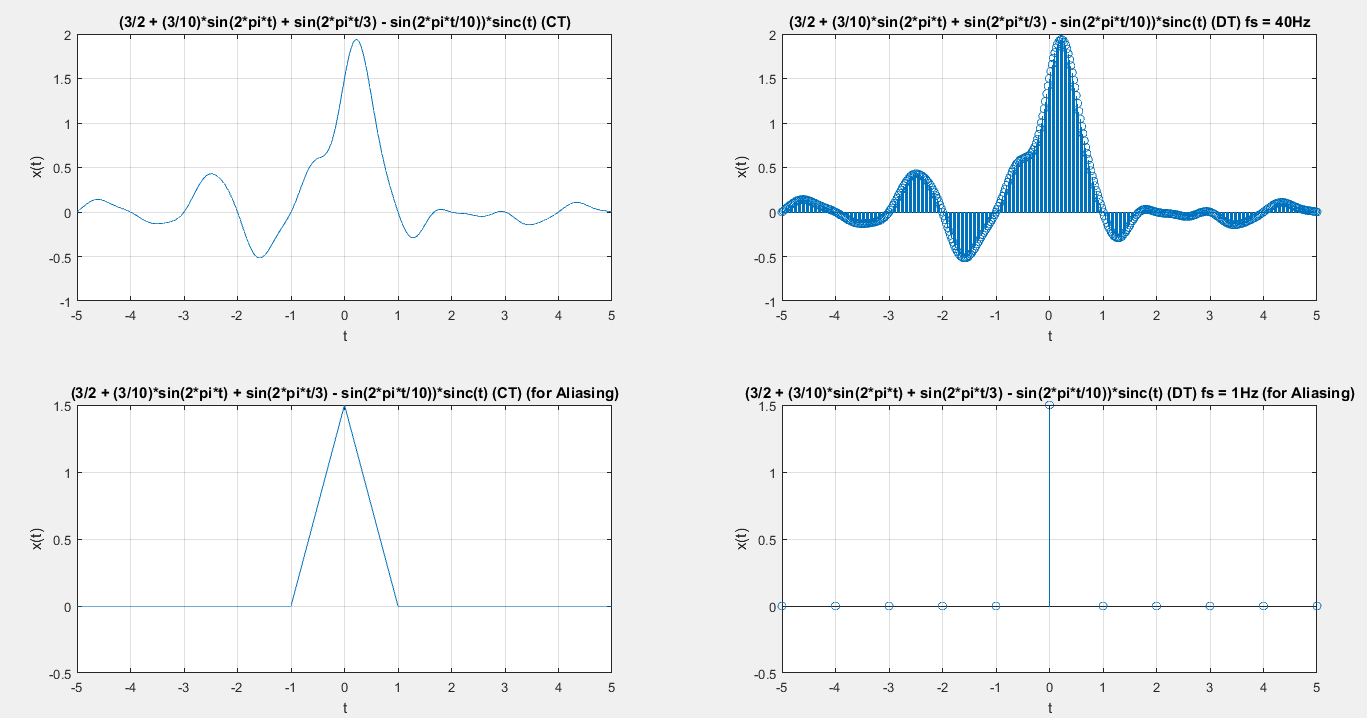 (3/2 + (3/10)*sin(2*pi*t) + sin(2*pi*t/3) - sin(2*pi*t/10))*sinc(t) (CT)
2
1.5
1
0.5
0
-0.5
-1
-5 -4 -3 -2 -1 0 1 2 3 4 5
x(t)
t
(3/2 + (3/10)*sin(2*pi*t) + sin(2*pi*t/3) - sin(2*pi*t/10))*sinc(t) (DT) fs = 40Hz
2
1.5
1
0.5
0
-0.5
-1
-5 -4 -3 -2 -1 0 1 2 3 4 5
x(t)
t
(3/2 + (3/10)*sin(2*pi*t) + sin(2*pi*t/3) - sin(2*pi*t/10))*sinc(t) (CT) (for Aliasing)
1.5
1
0.5
0
-0.5
-5 -4 -3 -2 -1 0 1 2 3 4 5
x(t)
t
(3/2 + (3/10)*sin(2*pi*t) + sin(2*pi*t/3) - sin(2*pi*t/10))*sinc(t) (DT) fs = 1Hz (for Aliasing)
1.5
1
0.5
0
-0.5
-5 -4 -3 -2 -1 0 1 2 3 4 5
x(t)
t